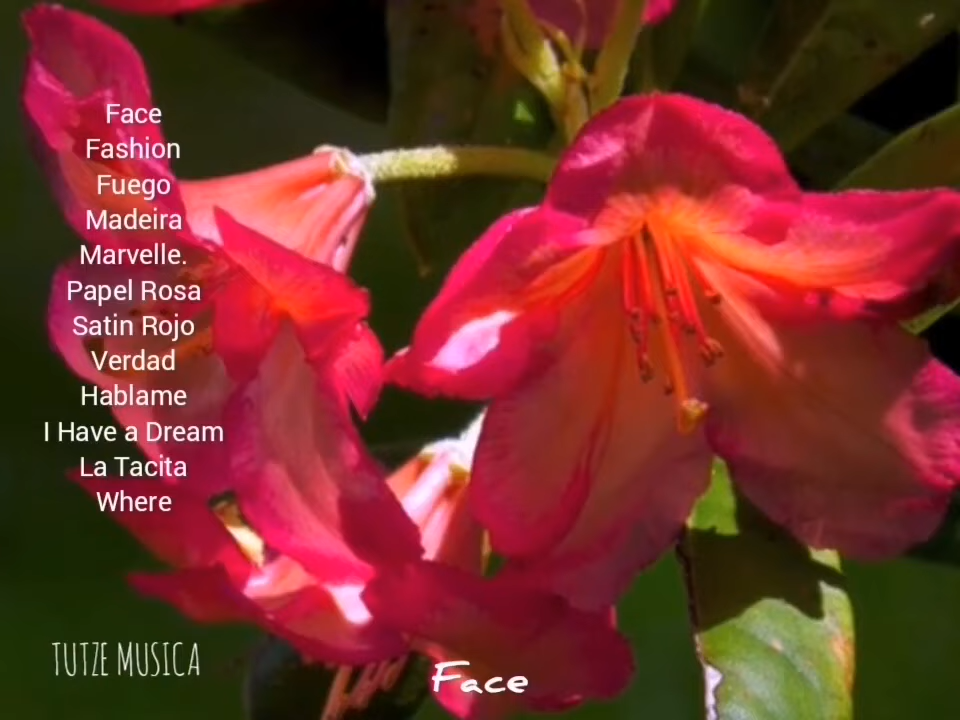 Face
Fashion
Fuego
Madeira
Marvelle.
Papel Rosa
Satin Rojo
Verdad
Hablame
I Have a Dream
La Tacita
Where
TUTZE MUSICA
Face